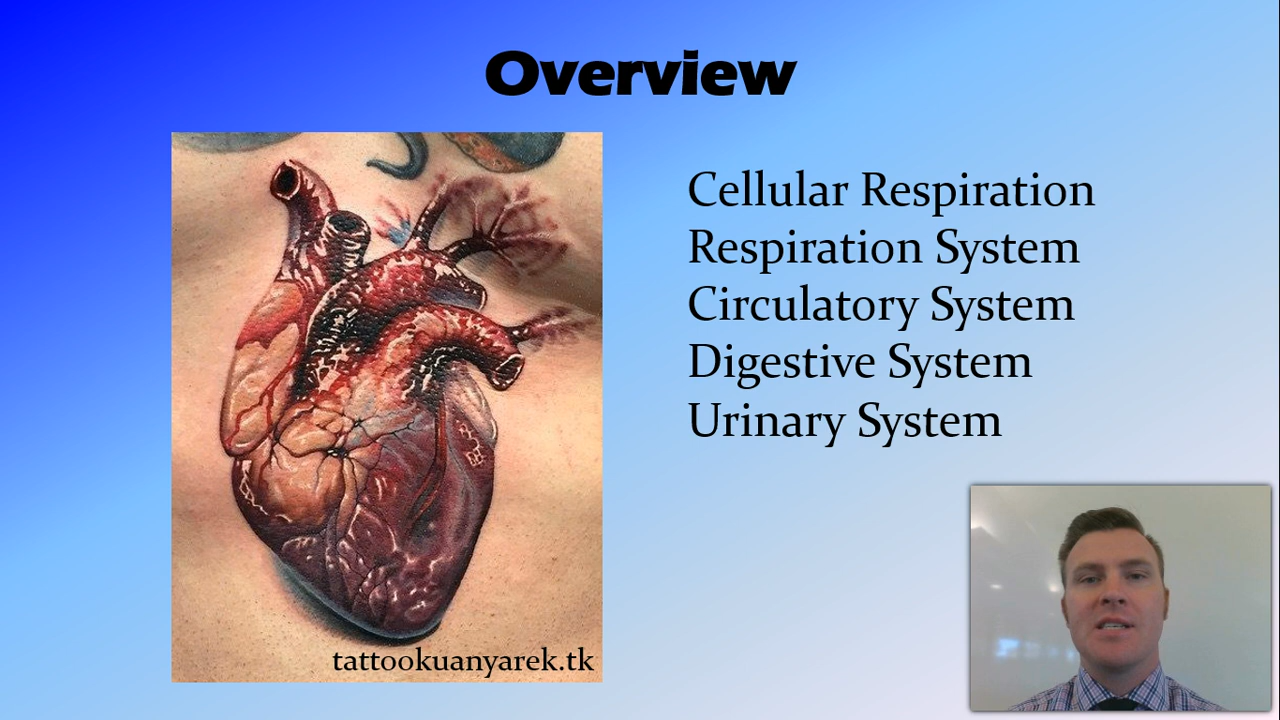 Overview
Cellular Respiration
Respiration System
Circulatory System
Digestive System
Urinary System
tattookuanyarek.tk